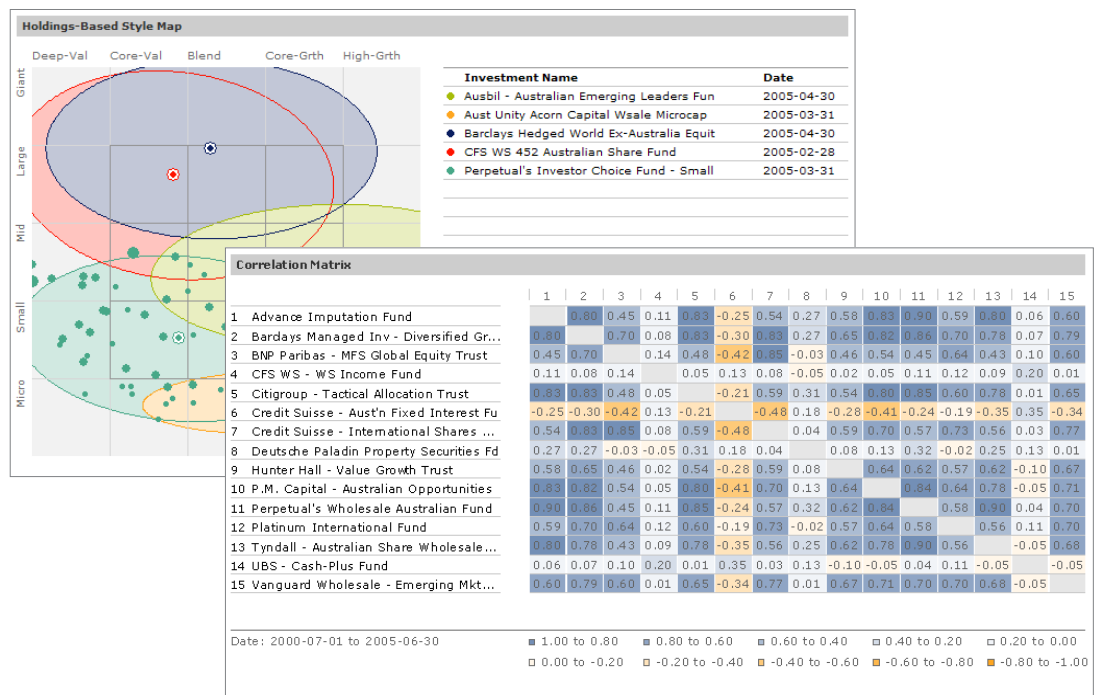 Holdings-Based Style Map
Deep-Val Core-Val Blend Core-Grth High-Grth
Giant
Large
Mid
Small
Micro
Investment Name Date
Ausbil - Australian Emerging Leaders Fun 2005-04-30
Aust Unity Acorn Capital Wsale Microcap 2005-03-31
Barclays Hedged World Ex-Australia Equit 2005-04-30
CFS WS 452 Australian Share Fund 2005-02-28
Perpetual's Investor Choice Fund - Small 2005-03-31
Correlation Matrix
1 2 3 4 5 6 7 8 9 10 11 12 13 14 15
1 Advance Imputation Fund 0.80 0.45 0.11 0.83 -0.25 0.54 0.27 0.58 0.83 0.90 0.59 0.80 0.06 0.60
2 Barclays Managed Inv - Diversified Gr... 0.80 0.70 0.08 0.83 -0.30 0.83 0.27 0.65 0.82 0.86 0.70 0.78 0.07 0.79
3 BNP Paribas - MFS Global Equity Trust 0.45 0.70 0.14 0.48 -0.42 0.85 -0.03 0.46 0.54 0.45 0.64 0.43 0.10 0.60
4 CFS WS - WS Income Fund 0.11 0.08 0.14 0.05 0.13 0.08 -0.05 0.02 0.05 0.11 0.12 0.09 0.20 0.01
5 Citigroup - Tactical Allocation Trust 0.83 0.83 0.48 0.05 -0.21 0.59 0.31 0.54 0.80 0.85 0.60 0.78 0.01 0.65
6 Credit Suisse - Aust'n Fixed Interest Fu -0.25 -0.30 -0.42 0.13 -0.21 -0.48 0.18 -0.28 -0.41 -0.24 -0.19 -0.35 0.35 -0.34
7 Credit Suisse - International Shares ... 0.54 0.83 0.85 0.08 0.59 -0.48 0.04 0.59 0.70 0.57 0.73 0.56 0.03 0.77
8 Deutsche Paladin Property Securities Fd 0.27 0.27 -0.03 -0.05 0.31 0.18 0.04 0.08 0.13 0.32 -0.02 0.25 0.13 0.01
9 Hunter Hall - Value Growth Trust 0.58 0.65 0.46 0.02 0.54 -0.28 0.59 0.08 0.64 0.62 0.57 0.62 -0.10 0.67
10 P.M. Capital - Australian Opportunities 0.83 0.82 0.54 0.05 0.80 -0.41 0.70 0.13 0.64 0.84 0.64 0.78 -0.05 0.71
11 Perpetual's Wholesale Australian Fund 0.90 0.86 0.45 0.11 0.85 -0.24 0.57 0.32 0.62 0.84 0.58 0.90 0.04 0.70
12 Platinum International Fund 0.59 0.70 0.64 0.12 0.60 -0.19 0.73 -0.02 0.57 0.64 0.58 0.56 0.11 0.70
13 Tyndall - Australian Share Wholesale... 0.80 0.78 0.43 0.09 0.78 -0.35 0.56 0.25 0.62 0.78 0.90 0.56 -0.05 0.68
14 UBS - Cash-Plus Fund 0.06 0.07 0.10 0.20 0.01 0.35 0.03 0.13 -0.10 -0.05 0.04 0.11 -0.05 -0.05
15 Vanguard Wholesale - Emerging Mkt... 0.60 0.79 0.60 0.01 0.65 -0.34 0.77 0.01 0.67 0.71 0.70 0.70 0.68 -0.05
Date: 2000-07-01 to 2005-06-30
1.00 to 0.80 0.80 to 0.60 0.60 to 0.40 0.40 to 0.20 0.20 to 0.00
0.00 to -0.20 -0.20 to -0.40 -0.40 to -0.60 -0.60 to -0.80 -0.80 to -1.00